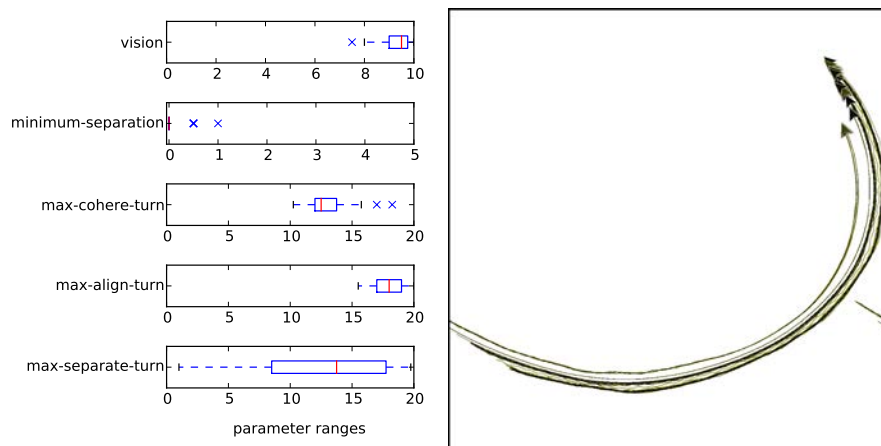 vision
0 2 4 6 8 10
minimum-separation
0 1 2 3 4 5
max-cohere-turn
0 5 10 15 20
max-align-turn
0 5 10 15 20
max-separate-turn
0 5 10 15 20
parameter ranges